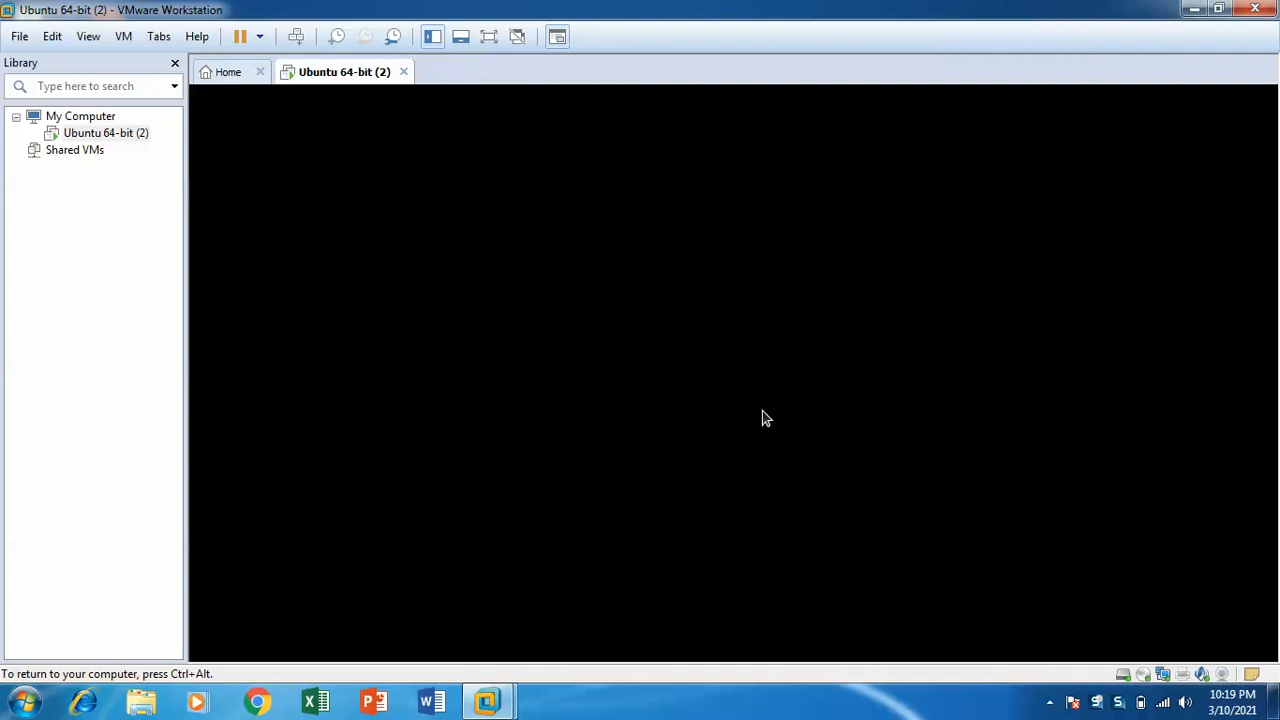 Ubuntu 64-bit (2) - VMware Workstation
File Edit View VM Tabs Help
Library
Type here to search
Home
Ubuntu 64-bit (2)
My Computer
Ubuntu 64-bit (2)
Shared VMs
To return to your computer, press Ctrl+Alt.
10:19 PM
3/10/2021